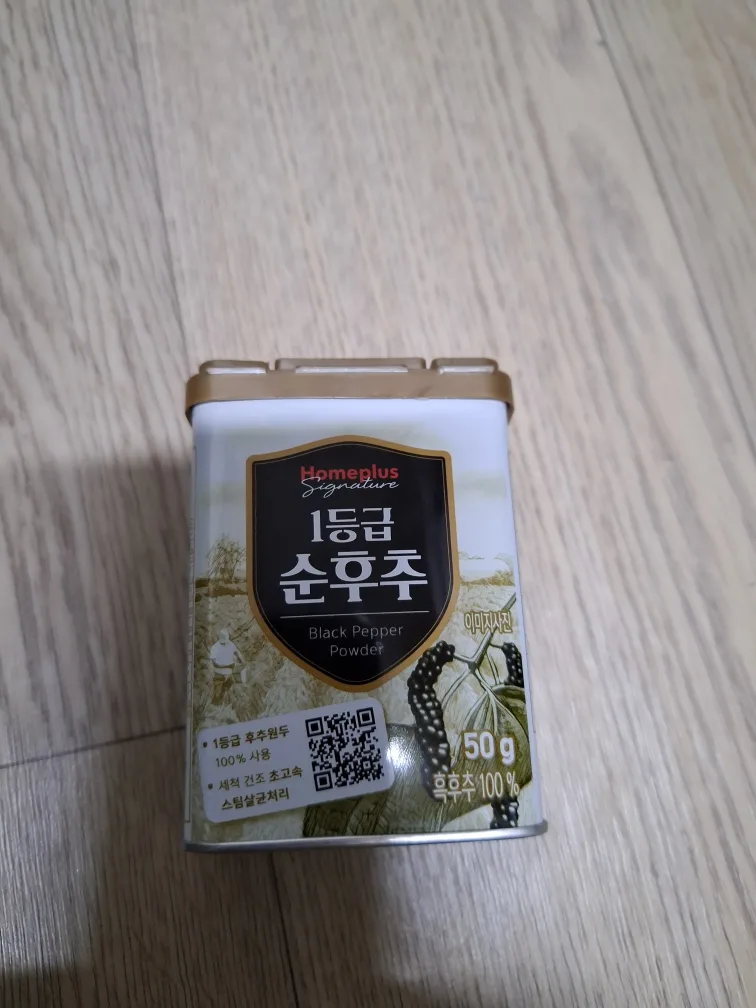 Homeplus
Signature
1등급
순후추
Black Pepper
Powder
이미지사진
• 1등급 후추원두
100% 사용
• 세척 건조 초고속
스팀살균처리
50 g
흑후추 100 %